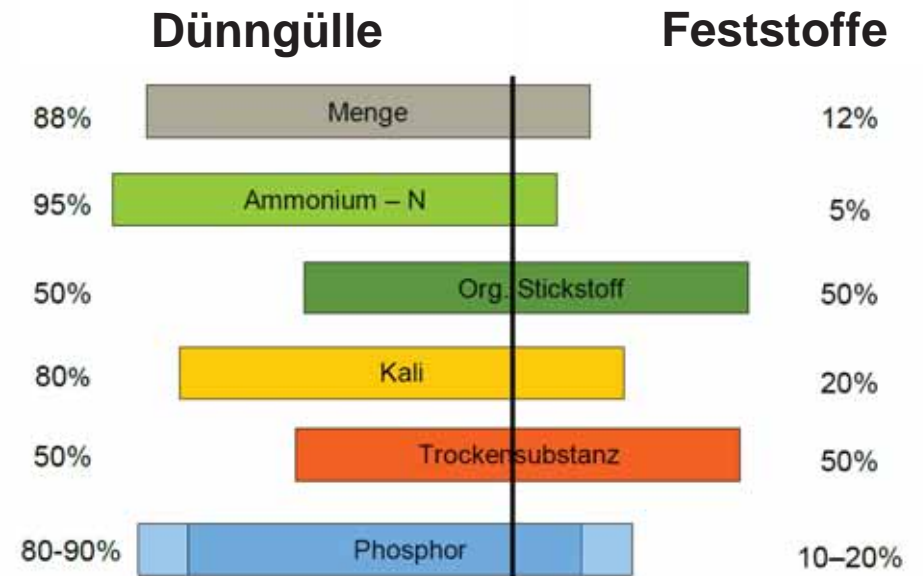 Dünngülle Feststoffe
88% Menge 12%
95% Ammonium – N 5%
50% Org. Stickstoff 50%
80% Kali 20%
50% Trockensubstanz 50%
80-90% Phosphor 10–20%